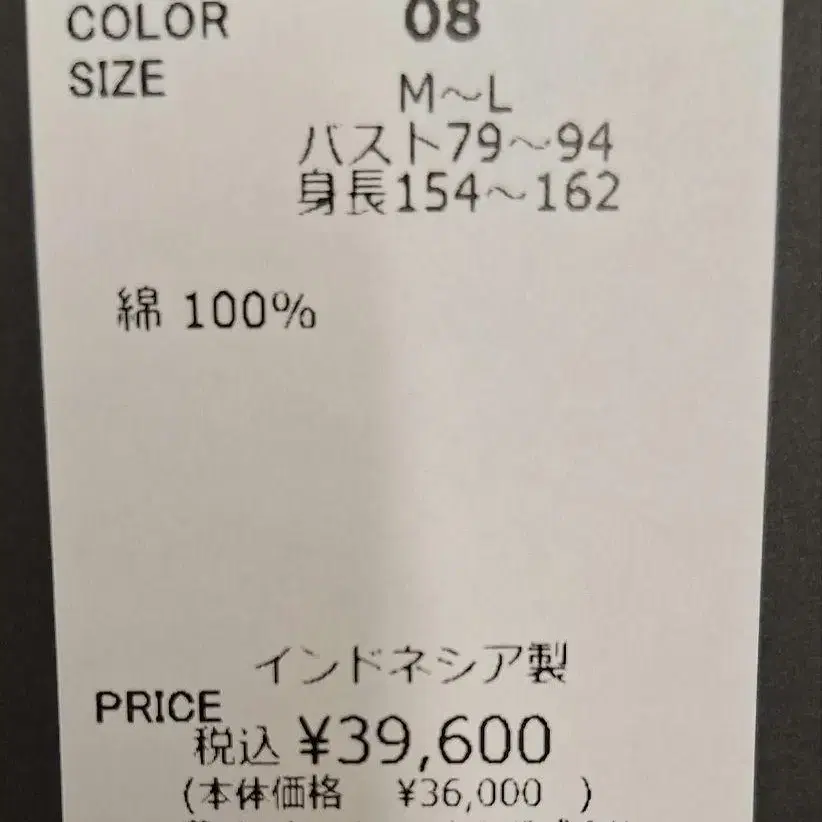 COLOR 08
SIZE M～L
バスト79～94
身長154～162
綿 100%
インドネシア製
PRICE
税込 ¥39,600
(本体価格 ¥36,000 )